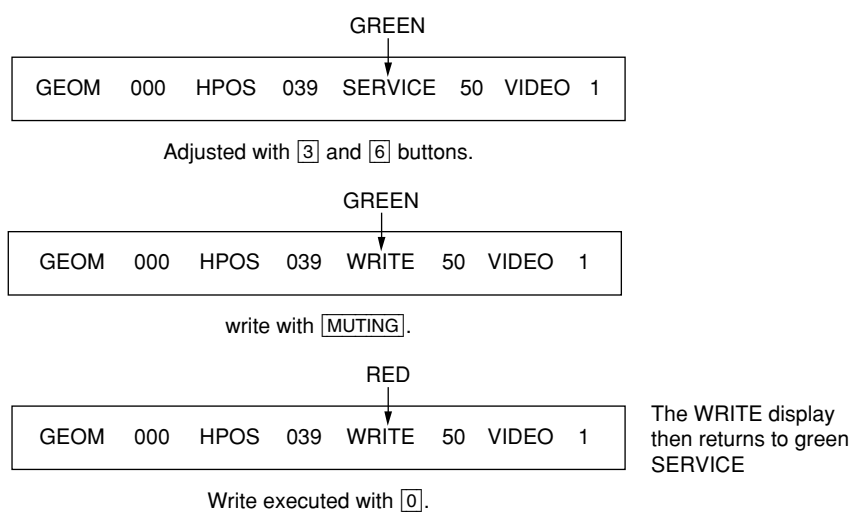 GREEN
GEOM 000 HPOS 039 SERVICE 50 VIDEO 1
Adjusted with 3 and 6 buttons.
GREEN
GEOM 000 HPOS 039 WRITE 50 VIDEO 1
write with MUTING.
RED
GEOM 000 HPOS 039 WRITE 50 VIDEO 1
The WRITE display
then returns to green
SERVICE
Write executed with 0.